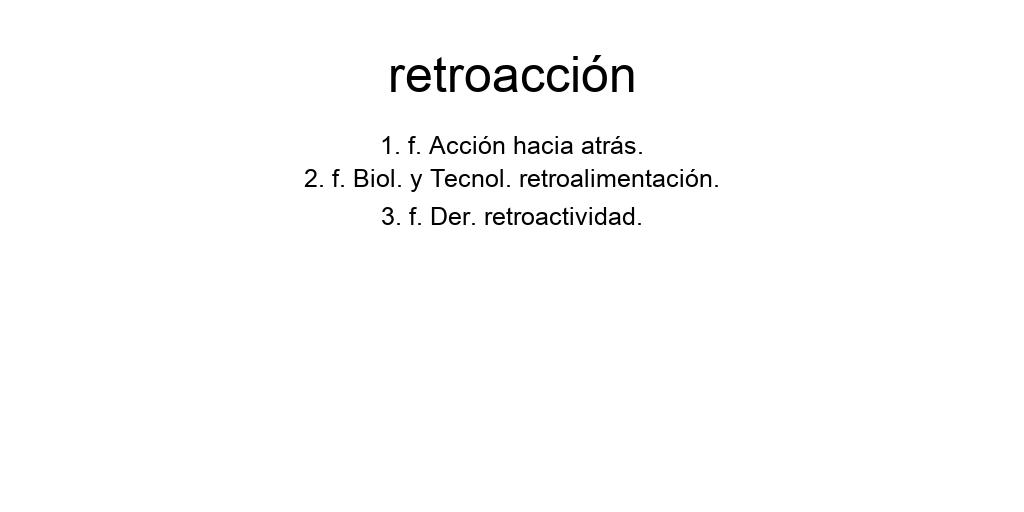 retroacción
1. f. Acción hacia atrás.
2. f. Biol. y Tecnol. retroalimentación.
3. f. Der. retroactividad.